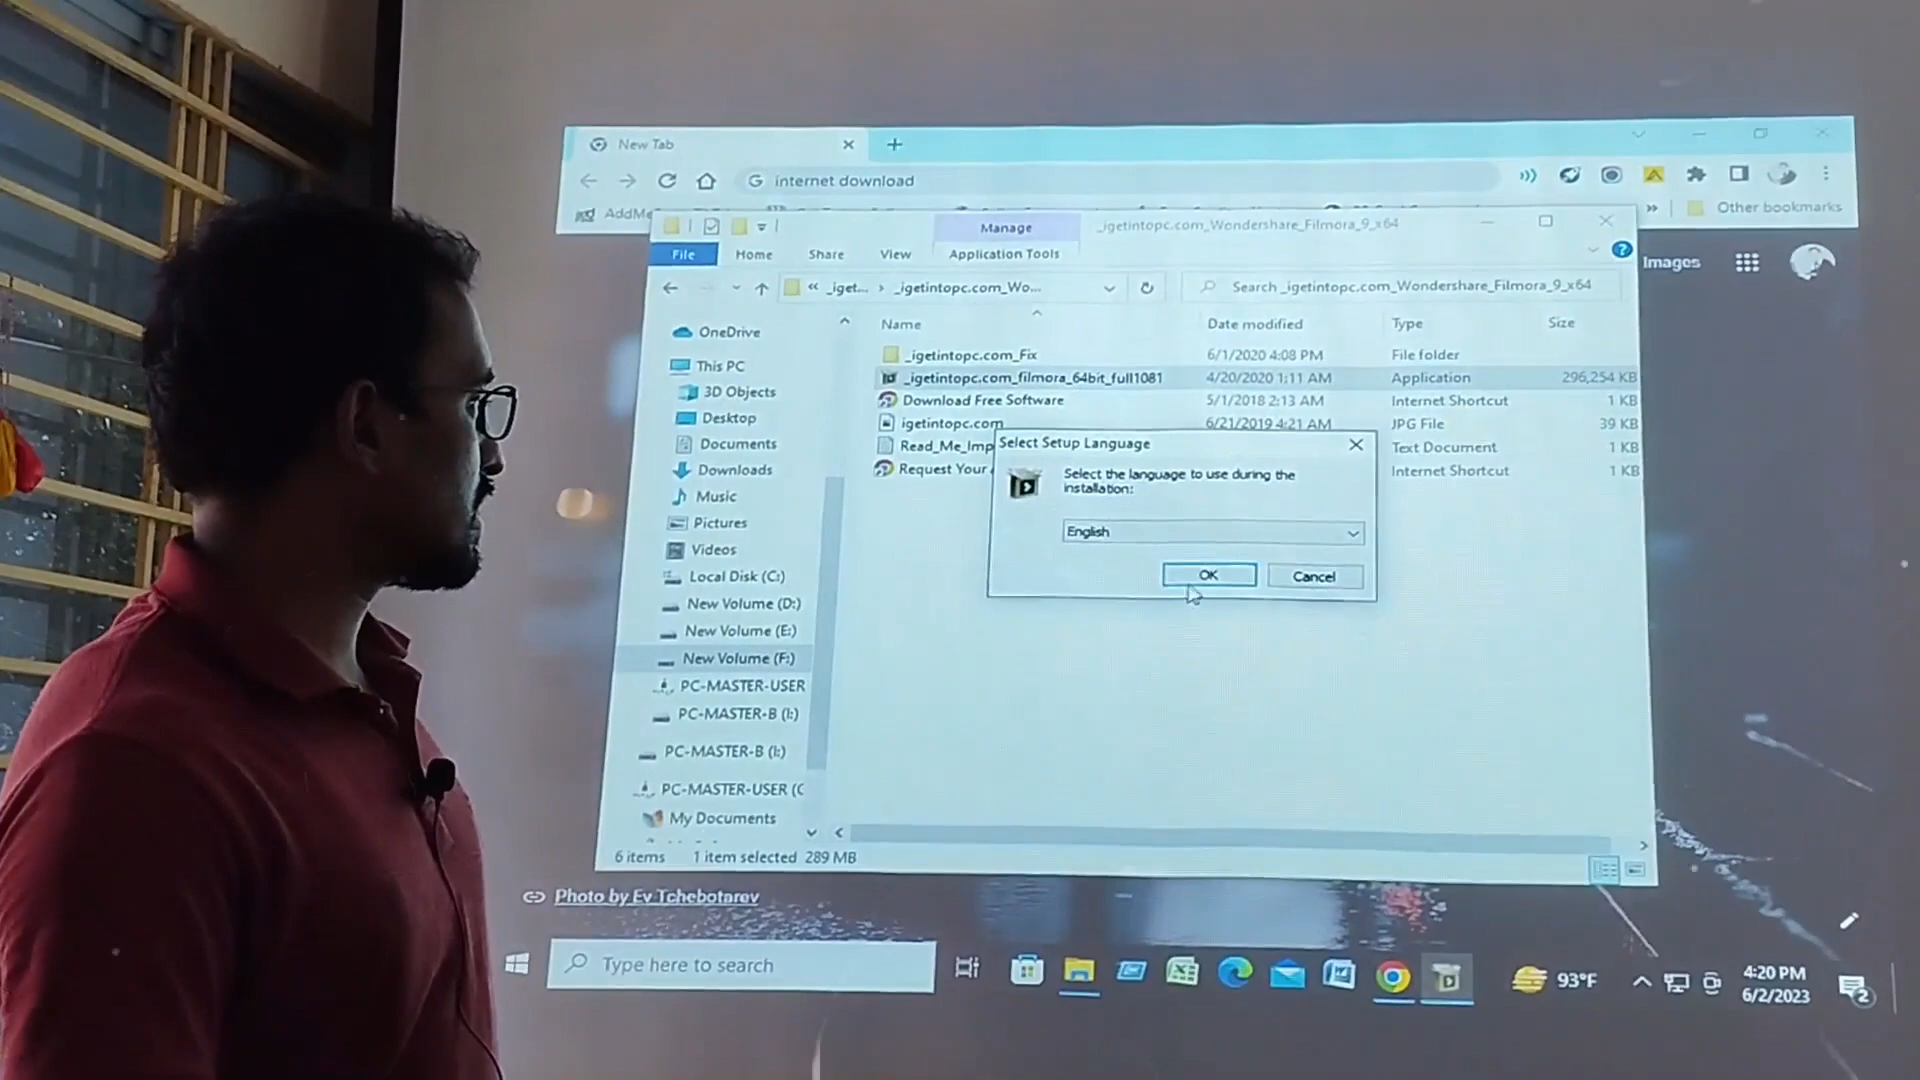 New Tab
internet download
AddMe
Other bookmarks
Manage
_igetintopc.com_Wondershare_Filmora_9_x64
File
Home
Share
View
Application Tools
« _iget... › _igetintopc.com_Wo...
Search _igetintopc.com_Wondershare_Filmora_9_x64
Images
Name
Date modified
Type
Size
_igetintopc.com_Fix
6/1/2020 4:08 PM
File folder
_igetintopc.com_filmora_64bit_full1081
4/20/2020 1:11 AM
Application
296,254 KB
Download Free Software
5/1/2018 2:13 AM
Internet Shortcut
1 KB
igetintopc.com
6/21/2019 4:21 AM
JPG File
39 KB
Read_Me_Imp
Text Document
1 KB
Request Your
Internet Shortcut
1 KB
OneDrive
This PC
3D Objects
Desktop
Documents
Downloads
Music
Pictures
Videos
Local Disk (C:)
New Volume (D:)
New Volume (E:)
New Volume (F:)
PC-MASTER-USER
PC-MASTER-B (I:)
PC-MASTER-B (I:)
PC-MASTER-USER (C
My Documents
Select Setup Language
Select the language to use during the
installation:
English
OK
Cancel
6 items
1 item selected 289 MB
Photo by Ev Tchebotarev
Type here to search
93°F
4:20 PM
6/2/2023
2